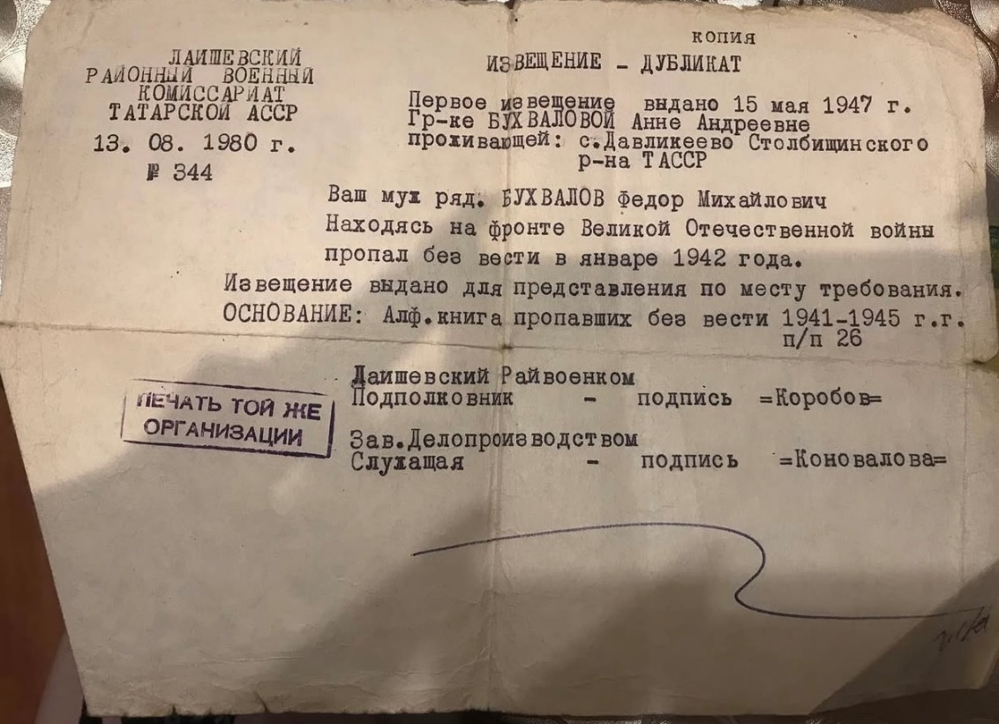 КОПИЯ
ЛАИШЕВСКИЙ
РАЙОННЫЙ ВОЕННЫЙ
КОМИССАРИАТ
ТАТАРСКОЙ АССР
13. 08. 1980 г.
№ 344
ИЗВЕЩЕНИЕ - ДУБЛИКАТ
Первое извещение выдано 15 мая 1947 г.
Гр-ке БУХВАЛОВОЙ Анне Андреевне
проживающей: с.Давликеево Столбищинского
р-на ТАССР
Ваш муж ряд. БУХВАЛОВ Федор Михайлович
Находясь на фронте Великой Отечественной войны
пропал без вести в январе 1942 года.
Извещение выдано для представления по месту требования.
ОСНОВАНИЕ: Алф.книга пропавших без вести 1941-1945 г.г.
п/п 26
Лаишевский Райвоенком
Подполковник - подпись =Коробов=
ПЕЧАТЬ ТОЙ ЖЕ
ОРГАНИЗАЦИИ
Зав.Делопроизводством
Служащая - подпись =Коновалова=